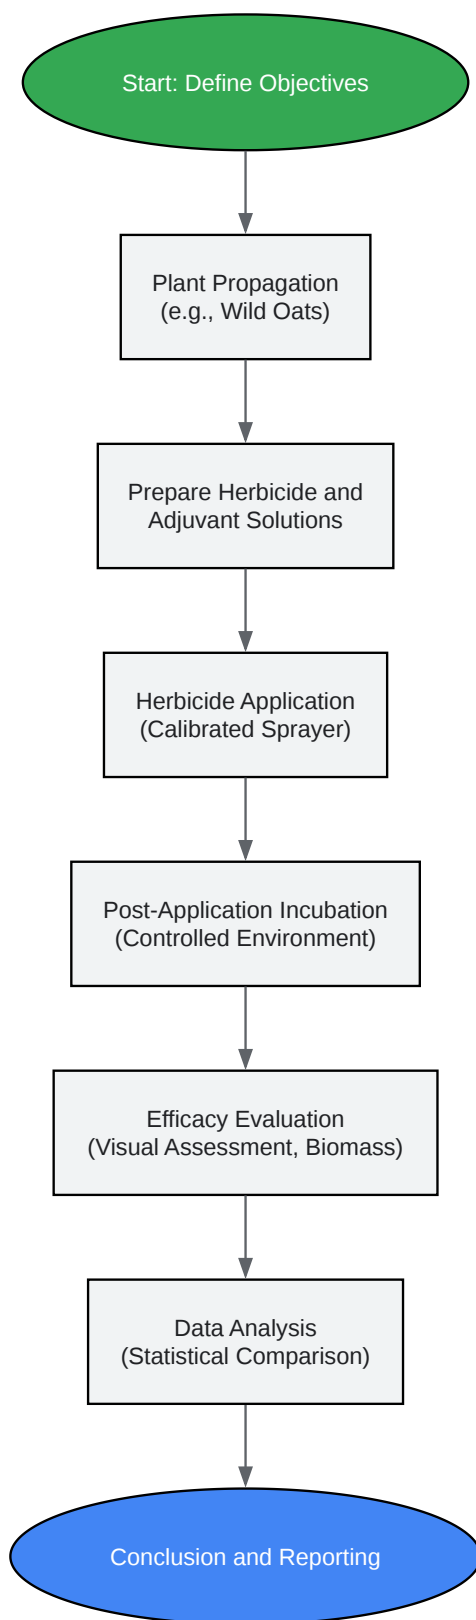 Start: Define Objectives
Plant Propagation
(e.g., Wild Oats)
Prepare Herbicide and
Adjuvant Solutions
Herbicide Application
(Calibrated Sprayer)
Post-Application Incubation
(Controlled Environment)
Efficacy Evaluation
(Visual Assessment, Biomass)
Data Analysis
(Statistical Comparison)
Conclusion and Reporting